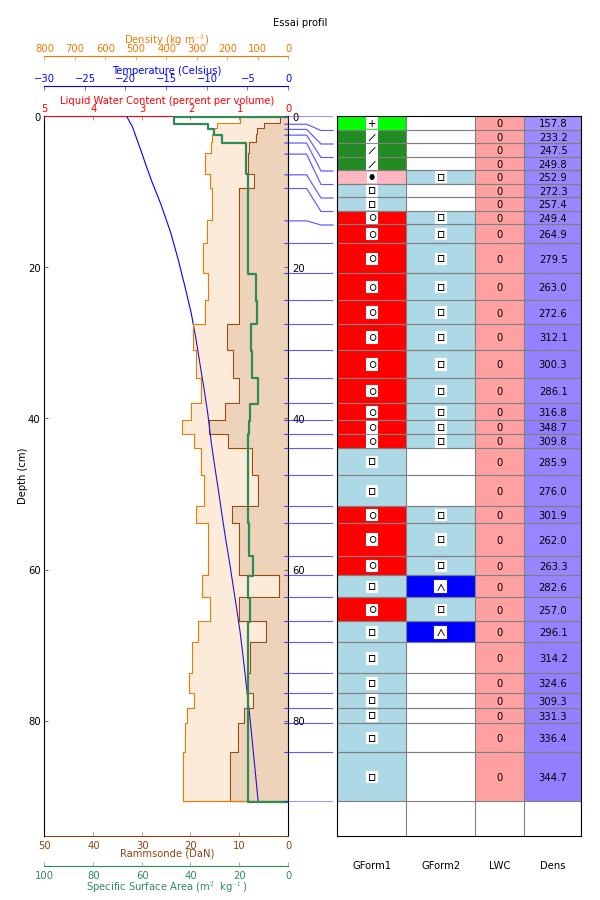 Essai profil
Density (kg m⁻³)
800 700 600 500 400 300 200 100 0
Temperature (Celsius)
−30 −25 −20 −15 −10 −5 0
Liquid Water Content (percent per volume)
5 4 3 2 1 0
0 0
20 20
40 40
60 60
80 80
Depth (cm)
+ 0 157.8
0 233.2
0 247.5
0 249.8
0 252.9
0 272.3
0 257.4
0 249.4
0 264.9
0 279.5
0 263.0
0 272.6
0 312.1
0 300.3
0 286.1
0 316.8
0 348.7
0 309.8
0 285.9
0 276.0
0 301.9
0 262.0
0 263.3
0 282.6
0 257.0
0 296.1
0 314.2
0 324.6
0 309.3
0 331.3
0 336.4
0 344.7
50 40 30 20 10 0
Rammsonde (DaN)
100 80 60 40 20 0
Specific Surface Area (m² kg⁻¹)
GForm1 GForm2 LWC Dens